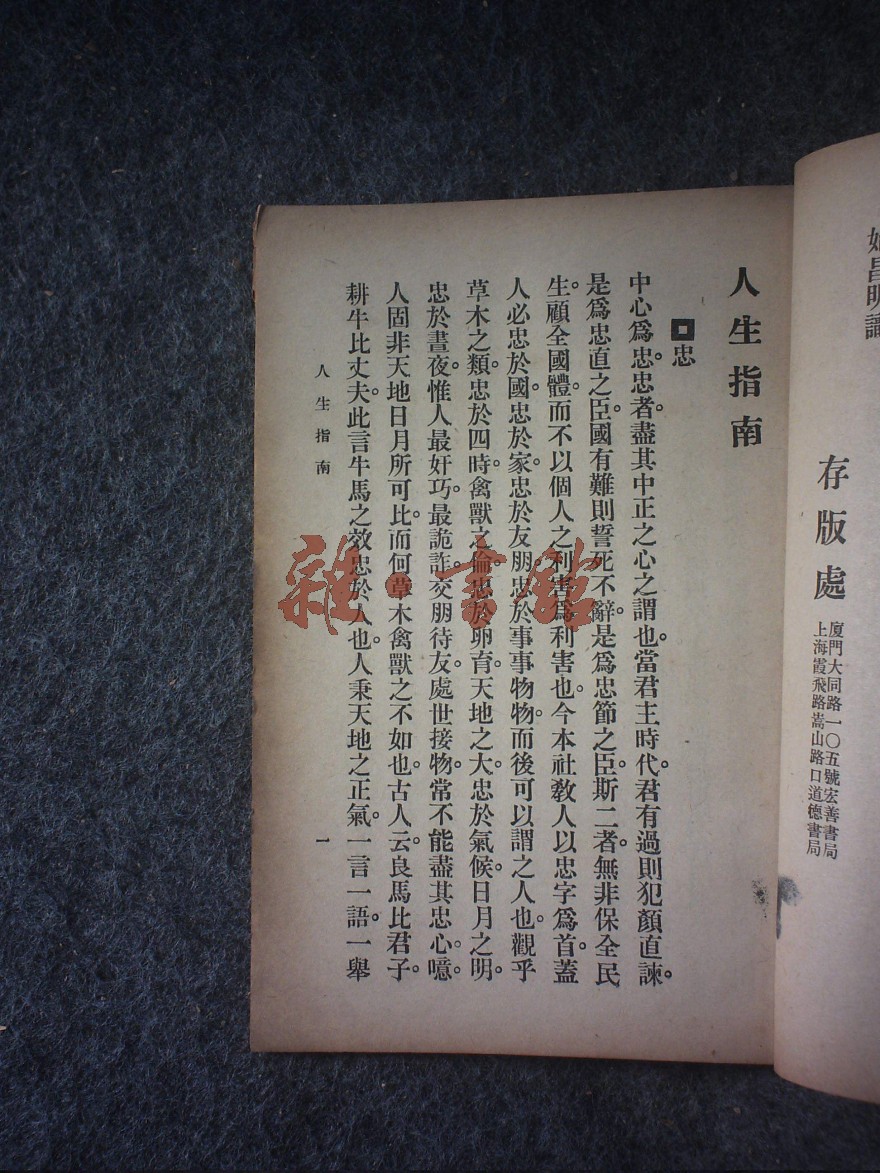 存版處
廈門大同路一〇五號宏善書局
上海霞飛路嵩山路口道德書局
人生指南
忠
中心爲忠。忠者。盡其中正之心之謂也。當君主時代。君有過則犯顏直諫。
是爲忠直之臣。國有難則誓死不辭。是爲忠節之臣。斯二者。無非保全民
生。顧全國體。而不以個人之利害爲利害也。今本社敎人以忠字爲首。蓋
人必忠於國。忠於家。忠於友朋。忠於事事物物。而後可以謂之人也。觀乎
草木之類。忠於四時。禽獸之倫。忠於卵育。天地之大。忠於氣候。日月之明。
忠於晝夜。惟人最奸巧。最詭詐。交朋待友。處世接物。常不能盡其忠心。噫。
人固非天地日月所可比。而何草木禽獸之不如也。古人云。良馬比君子。
耕牛比丈夫。此言牛馬之效忠於人也。人秉天地之正氣。一言一語。一舉
人生指南
一
雜·書館